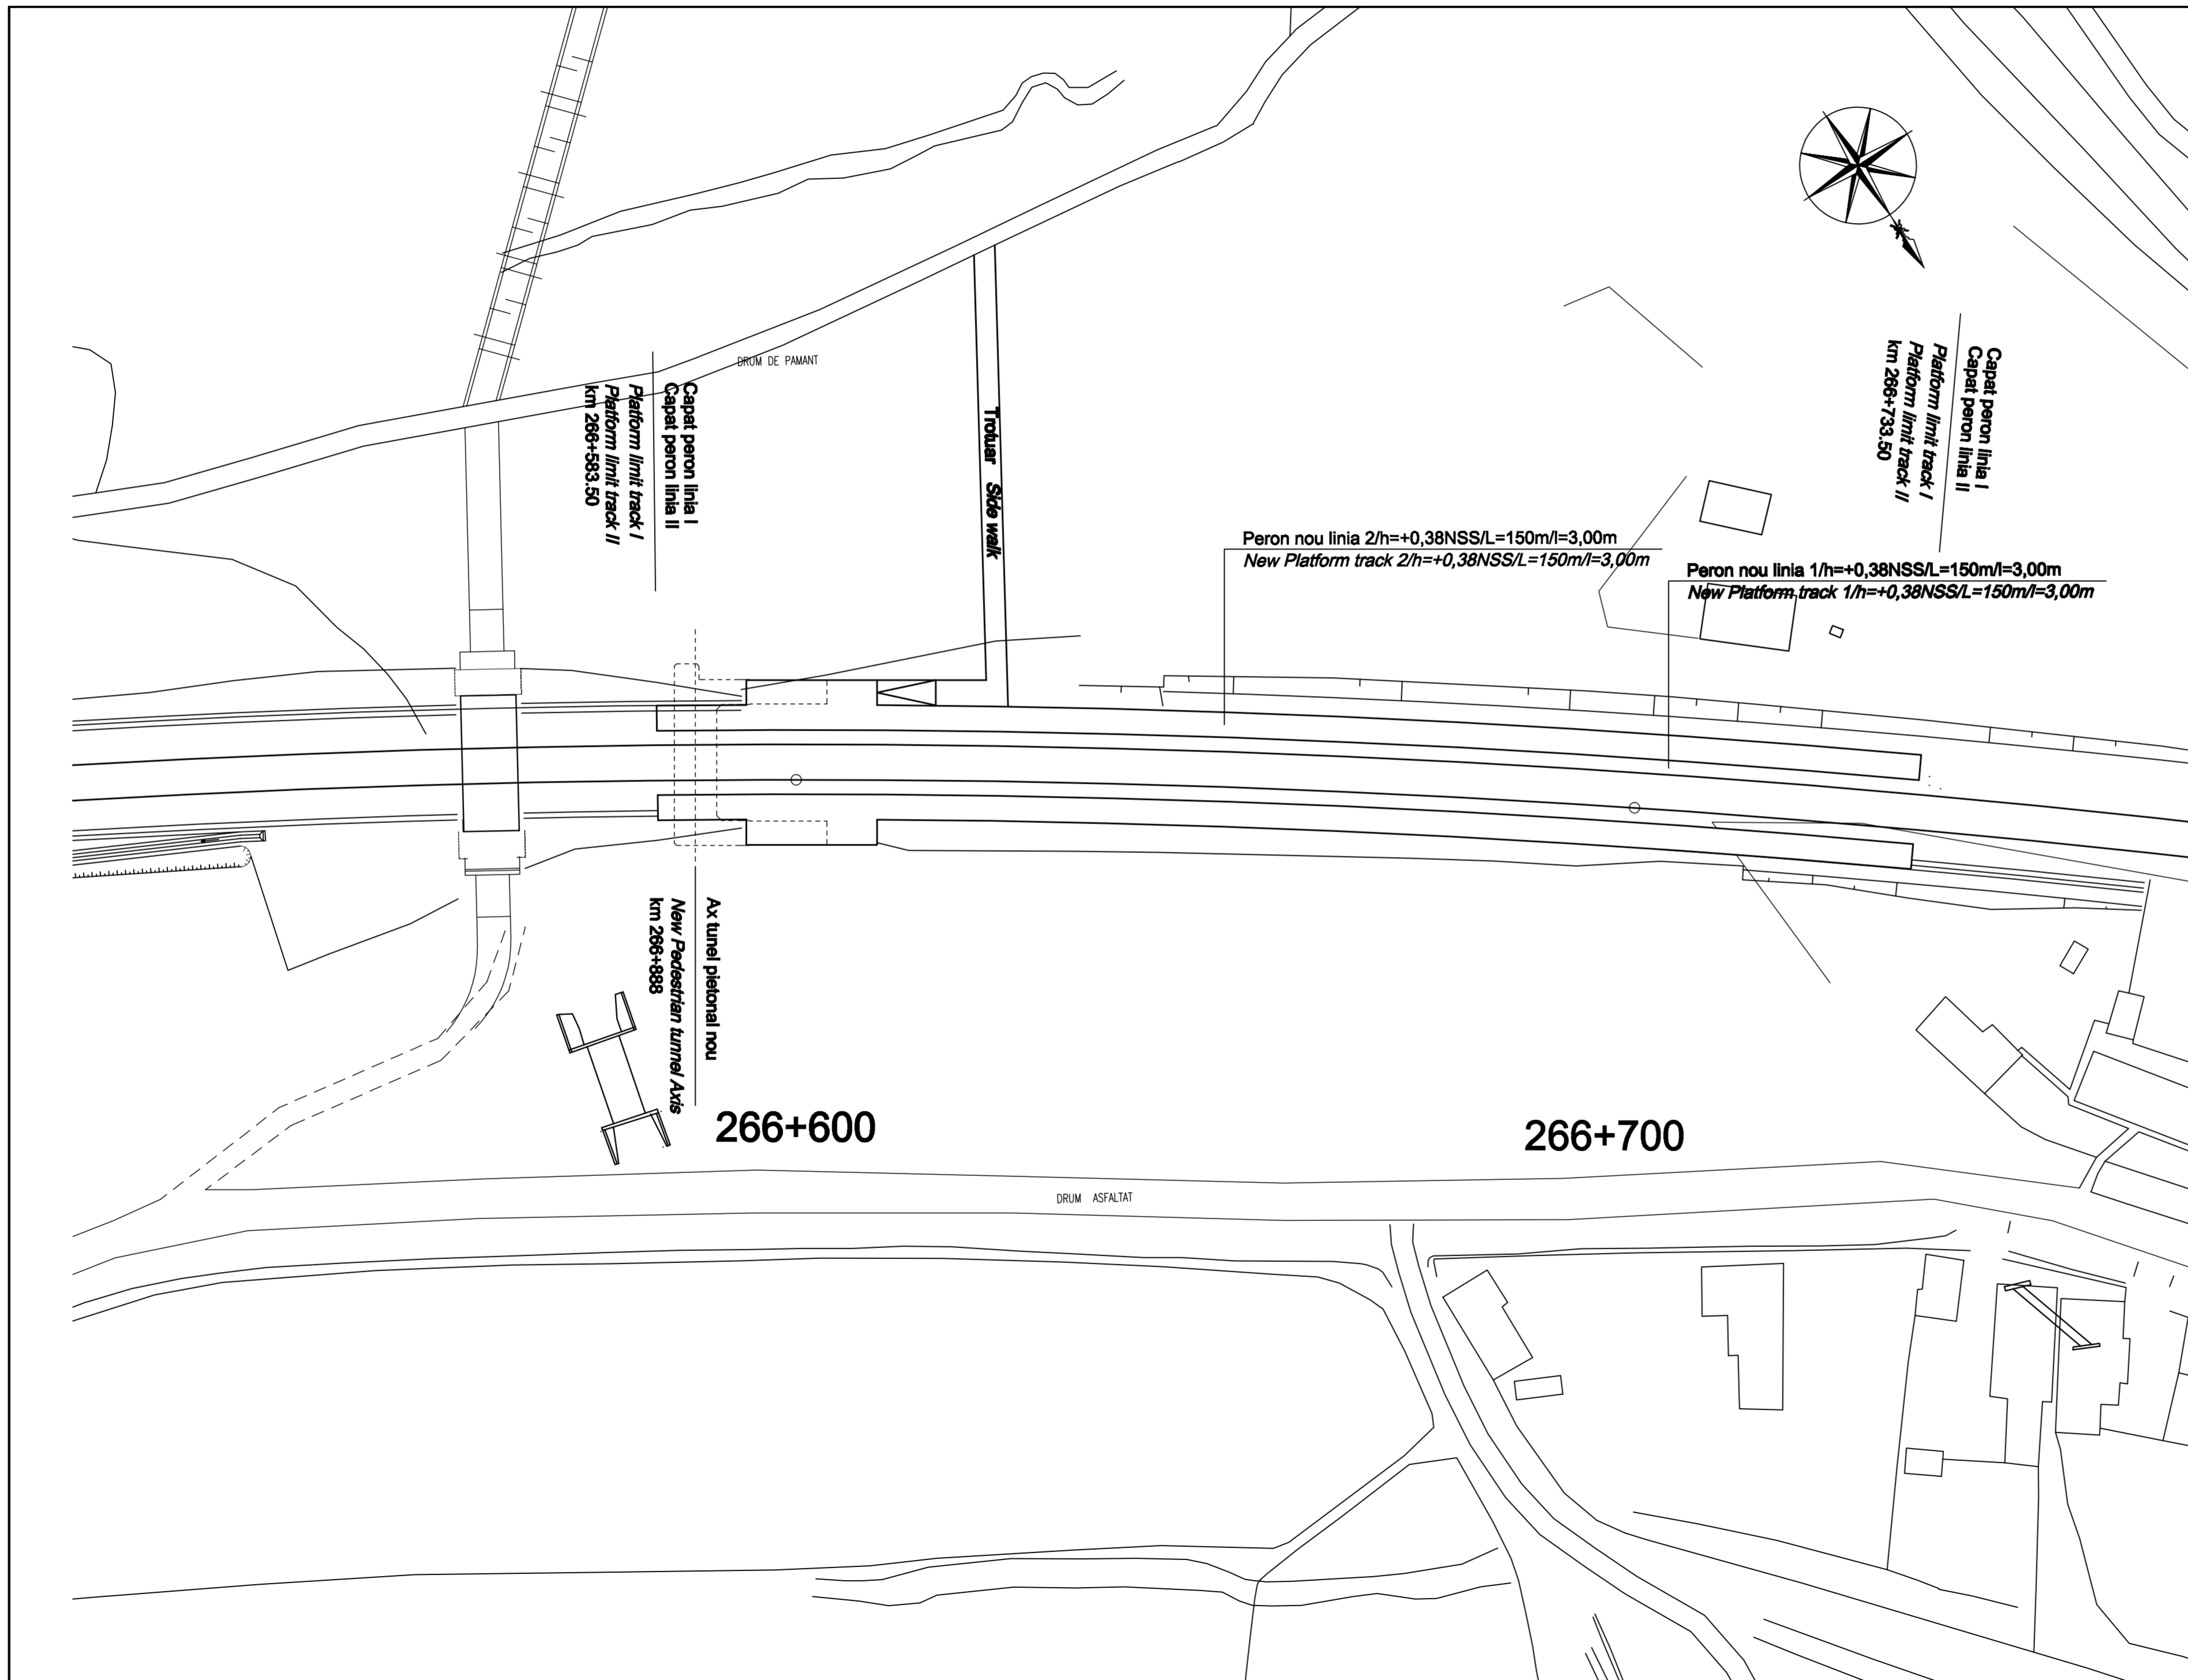 DRUM DE PAMANT
Capat peron linia I
Capat peron linia II
Platform limit track I
Platform limit track II
km 266+583.50
Trotuar Side walk
Capat peron linia I
Capat peron linia II
Platform limit track I
Platform limit track II
km 266+733.50
Peron nou linia 2/h=+0,38NSS/L=150m/l=3,00m
New Platform track 2/h=+0,38NSS/L=150m/l=3,00m
Peron nou linia 1/h=+0,38NSS/L=150m/l=3,00m
New Platform track 1/h=+0,38NSS/L=150m/l=3,00m
Ax tunel pietonal nou
New Pedestrian tunnel Axis
km 266+888
266+600
266+700
DRUM ASFALTAT